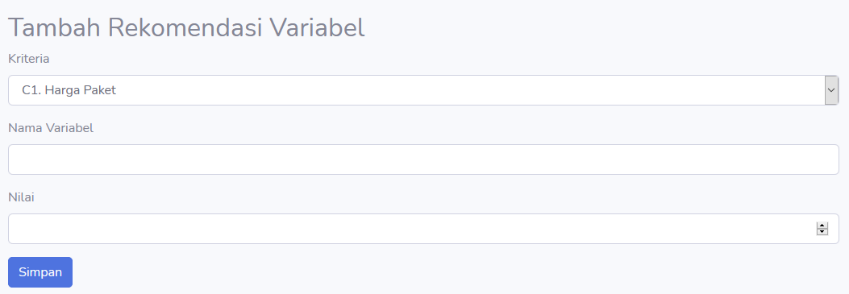 Tambah Rekomendasi Variabel
Kriteria
C1. Harga Paket
Nama Variabel
Nilai
Simpan